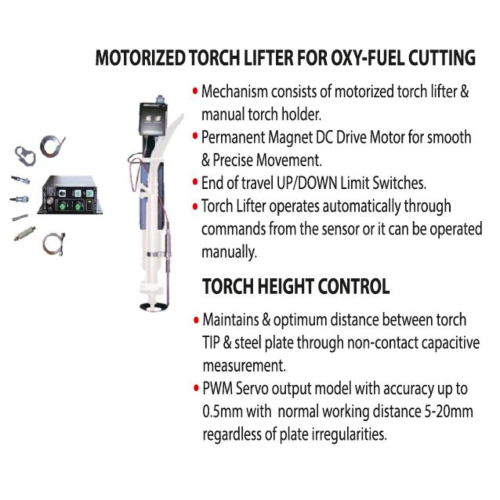 MOTORIZED TORCH LIFTER FOR OXY-FUEL CUTTING
• Mechanism consists of motorized torch lifter &
manual torch holder.
• Permanent Magnet DC Drive Motor for smooth
& Precise Movement.
• End of travel UP/DOWN Limit Switches.
• Torch Lifter operates automatically through
commands from the sensor or it can be operated
manually.
TORCH HEIGHT CONTROL
• Maintains & optimum distance between torch
TIP & steel plate through non-contact capacitive
measurement.
• PWM Servo output model with accuracy up to
0.5mm with normal working distance 5-20mm
regardless of plate irregularities.